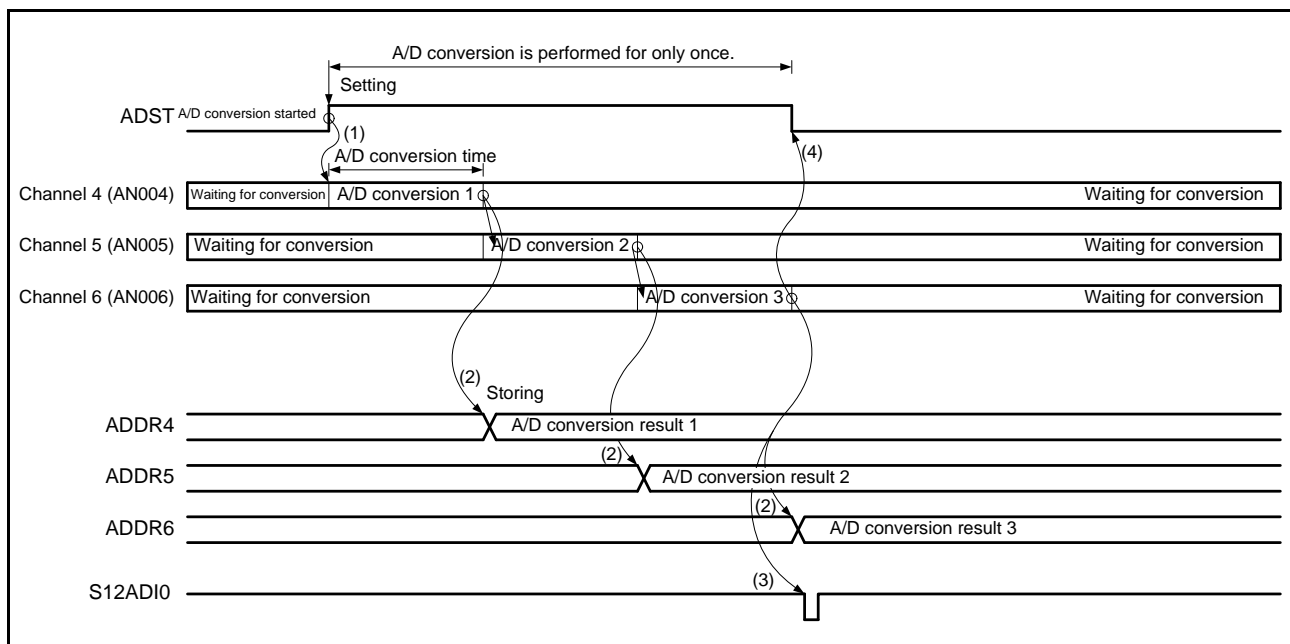 A/D conversion is performed for only once.
Setting
ADST A/D conversion started
(1)
(4)
A/D conversion time
Channel 4 (AN004) Waiting for conversion A/D conversion 1 Waiting for conversion
Channel 5 (AN005) Waiting for conversion A/D conversion 2 Waiting for conversion
Channel 6 (AN006) Waiting for conversion A/D conversion 3 Waiting for conversion
(2) Storing
ADDR4 A/D conversion result 1
(2)
ADDR5 A/D conversion result 2
(2)
ADDR6 A/D conversion result 3
(3)
S12ADI0